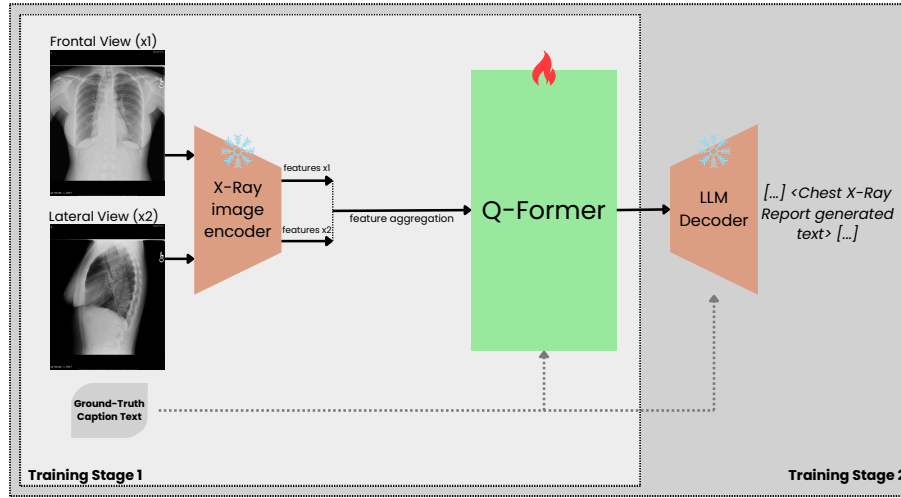 Frontal View (x1)
Lateral View (x2)
Ground-Truth
Caption Text
X-Ray
image
encoder
features x1
features x2
feature aggregation
Q-Former
LLM
Decoder
[...] <Chest X-Ray
Report generated
text> [...]
Training Stage 1
Training Stage 2